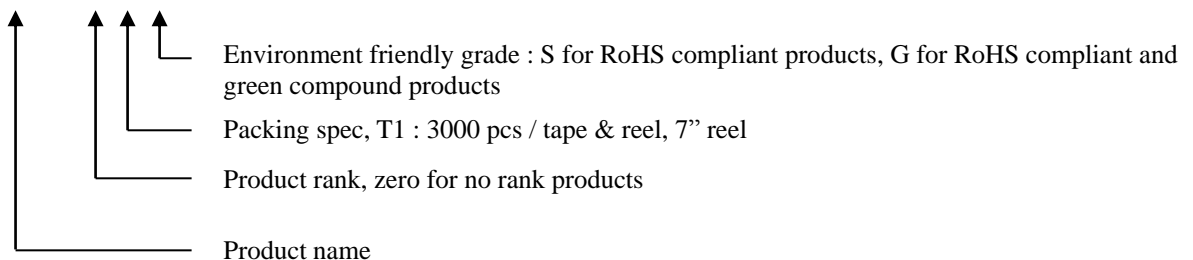 Environment friendly grade : S for RoHS compliant products, G for RoHS compliant and
green compound products
Packing spec, T1 : 3000 pcs / tape & reel, 7” reel
Product rank, zero for no rank products
Product name